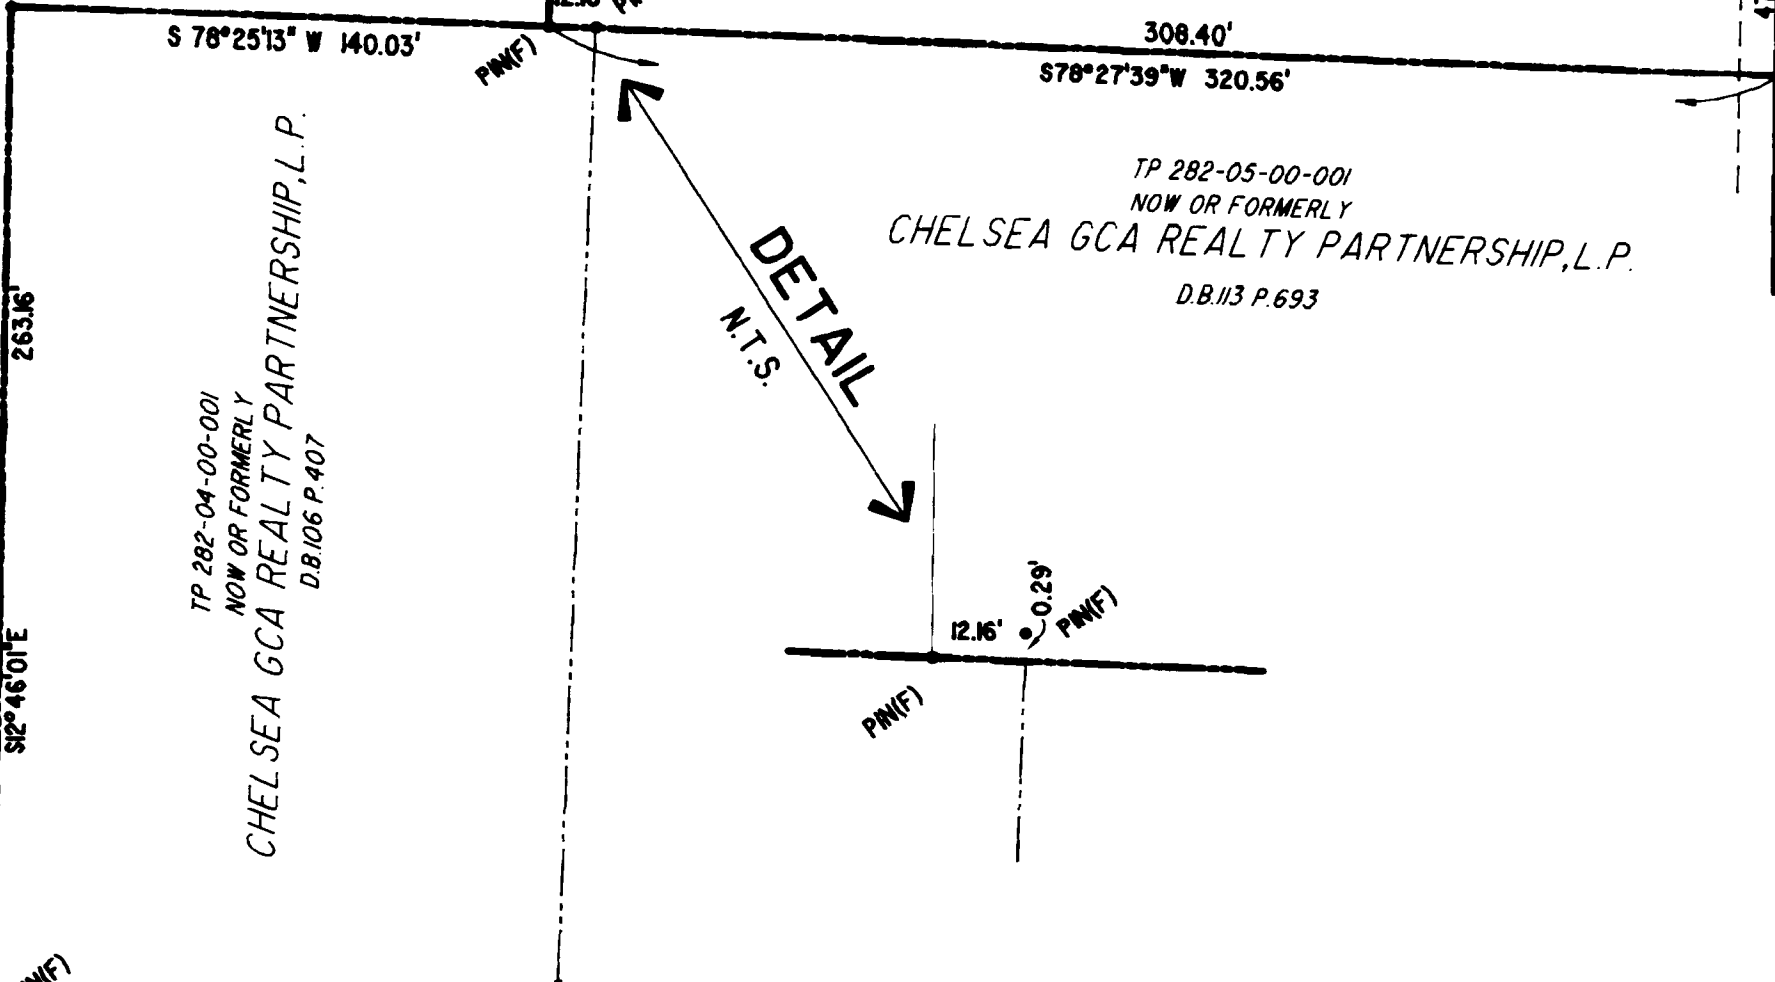 12.16'
S 78°25'13" W 140.03'
PIN(F)
308.40'
S78°27'39"W 320.56'
TP 282-05-00-001
NOW OR FORMERLY
CHELSEA GCA REALTY PARTNERSHIP, L.P.
D.B.113 P.693
DETAIL
N.T.S.
263.16'
S12°46'01"E
TP 282-04-00-001
NOW OR FORMERLY
CHELSEA GCA REALTY PARTNERSHIP, L.P.
D.B.106 P.407
12.16'
0.29'
PIN(F)
PIN(F)